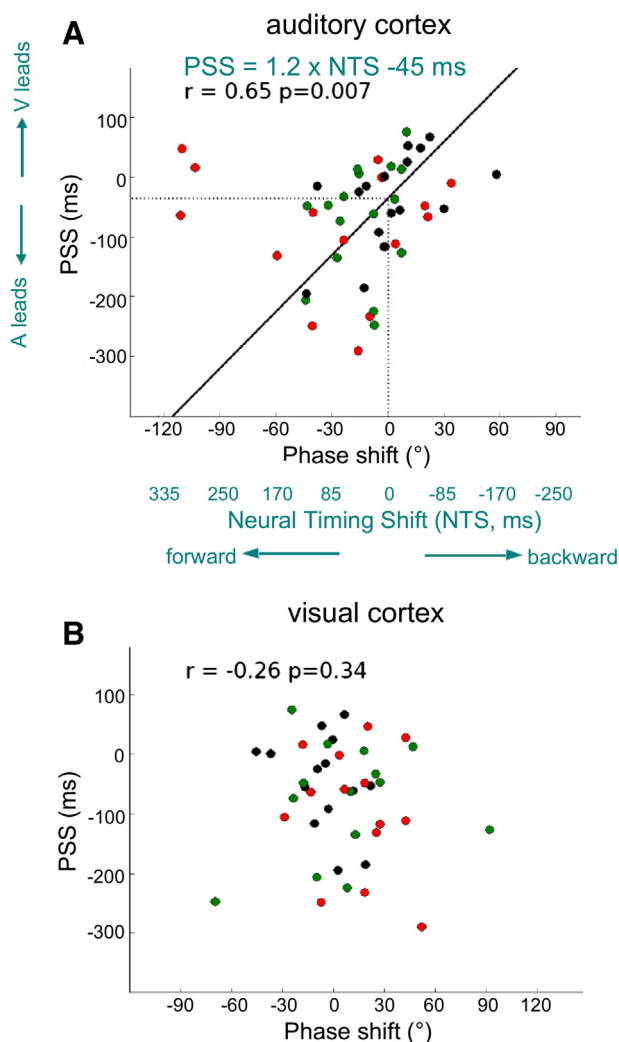 A
auditory cortex
PSS = 1.2 x NTS -45 ms
r = 0.65 p=0.007
V leads
A leads
PSS (ms)
100
0
-100
-200
-300
-120 -90 -60 -30 0 30 60 90
Phase shift (°)
335 250 170 85 0 -85 -170 -250
Neural Timing Shift (NTS, ms)
forward backward
B
visual cortex
r = -0.26 p=0.34
PSS (ms)
100
0
-100
-200
-300
-90 -60 -30 0 30 60 90 120
Phase shift (°)